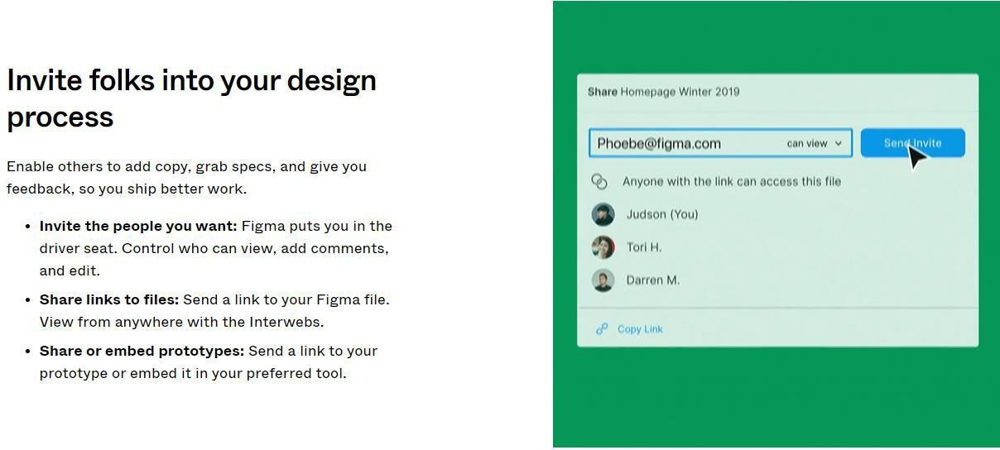 Invite folks into your design
process
Enable others to add copy, grab specs, and give you
feedback, so you ship better work.
• Invite the people you want: Figma puts you in the
driver seat. Control who can view, add comments,
and edit.
• Share links to files: Send a link to your Figma file.
View from anywhere with the Interwebs.
• Share or embed prototypes: Send a link to your
prototype or embed it in your preferred tool.
Share Homepage Winter 2019
Phoebe@figma.com can view Send Invite
Anyone with the link can access this file
Judson (You)
Tori H.
Darren M.
Copy Link